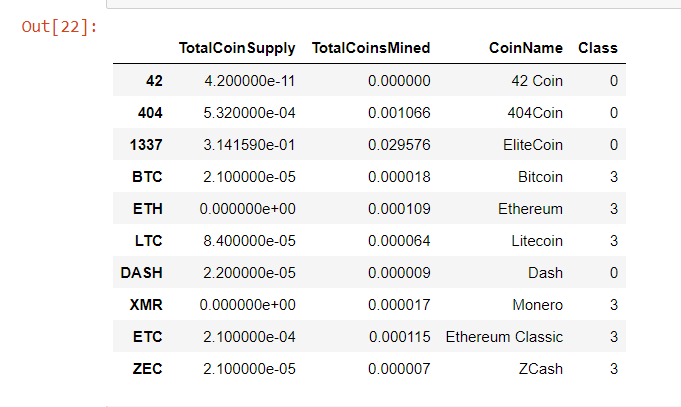 Out[22]:
TotalCoinSupply TotalCoinsMined CoinName Class
42 4.200000e-11 0.000000 42 Coin 0
404 5.320000e-04 0.001066 404Coin 0
1337 3.141590e-01 0.029576 EliteCoin 0
BTC 2.100000e-05 0.000018 Bitcoin 3
ETH 0.000000e+00 0.000109 Ethereum 3
LTC 8.400000e-05 0.000064 Litecoin 3
DASH 2.200000e-05 0.000009 Dash 0
XMR 0.000000e+00 0.000017 Monero 3
ETC 2.100000e-04 0.000115 Ethereum Classic 3
ZEC 2.100000e-05 0.000007 ZCash 3